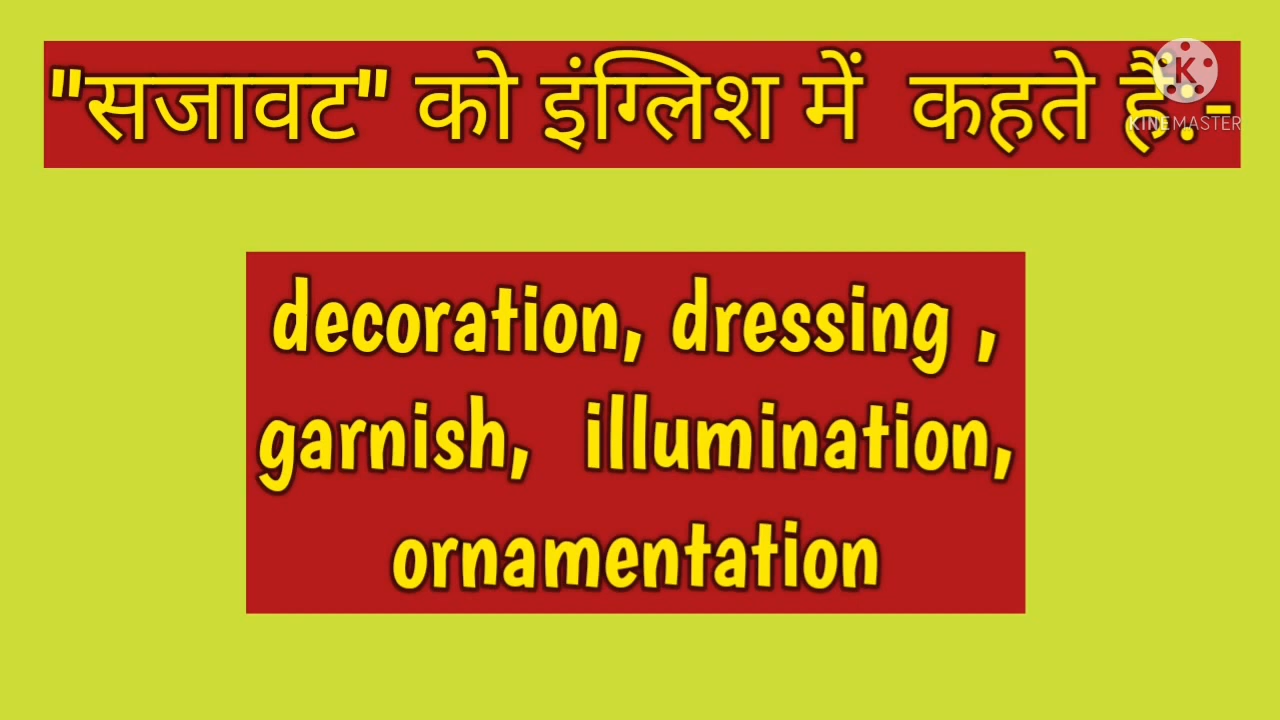 "सजावट" को इंग्लिश में  कहते हैं:-
KINEMASTER
decoration, dressing ,
garnish,  illumination,
ornamentation